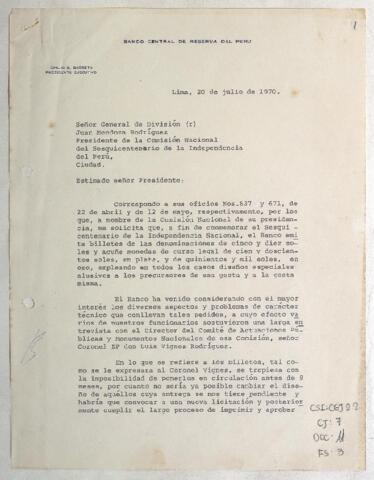 1
BANCO CENTRAL DE RESERVA DEL PERU
EMILIO G. BARRETO
PRESIDENTE EJECUTIVO
Lima, 20 de julio de 1970.
Señor General de División (r)
Juan Mendoza Rodríguez
Presidente de la Comisión Nacional
del Sesquicentenario de la Independencia
del Perú,
Ciudad.
Estimado señor Presidente:
Correspondo a sus oficios Nos.537 y 671, de
22 de abril y de 12 de mayo, respectivamente, por los
que, a nombre de la Comisión Nacional de su presiden-
cia, me solicita que, a fin de conmemorar el Sesqui-
centenario de la Independencia Nacional, el Banco emi-
ta billetes de las denominaciones de cinco y diez so-
les y acuñe monedas de curso legal de cien y doscien-
tos soles, en plata, y de quinientos y mil soles, en
oro, empleando en todos los casos diseños especiales
alusivos a los precursores de esa gesta y a la gesta
misma.
El Banco ha venido considerando con el mayor
interés los diversos aspectos y problemas de carácter
técnico que conllevan tales pedidos, a cuyo efecto va-
rios de nuestros funcionarios sostuvieron una larga en-
trevista con el Director del Comité de Actuaciones Pú-
blicas y Monumentos Nacionales de esa Comisión, señor
Coronel EP don Luis Vignes Rodríguez.
En lo que se refiere a los billetes, tal co-
mo se le expresara al Coronel Vignes, se tropieza con
la imposibilidad de ponerlos en circulación antes de 9
meses, por cuanto no sería ya posible cambiar el dise-
ño de aquéllos cuya entrega se nos tiene pendiente y
habría que convocar a una nueva licitación y posterior
mente cumplir el largo proceso de imprimir y aprobar
CJ: 7
DOC: 11
FS: 3